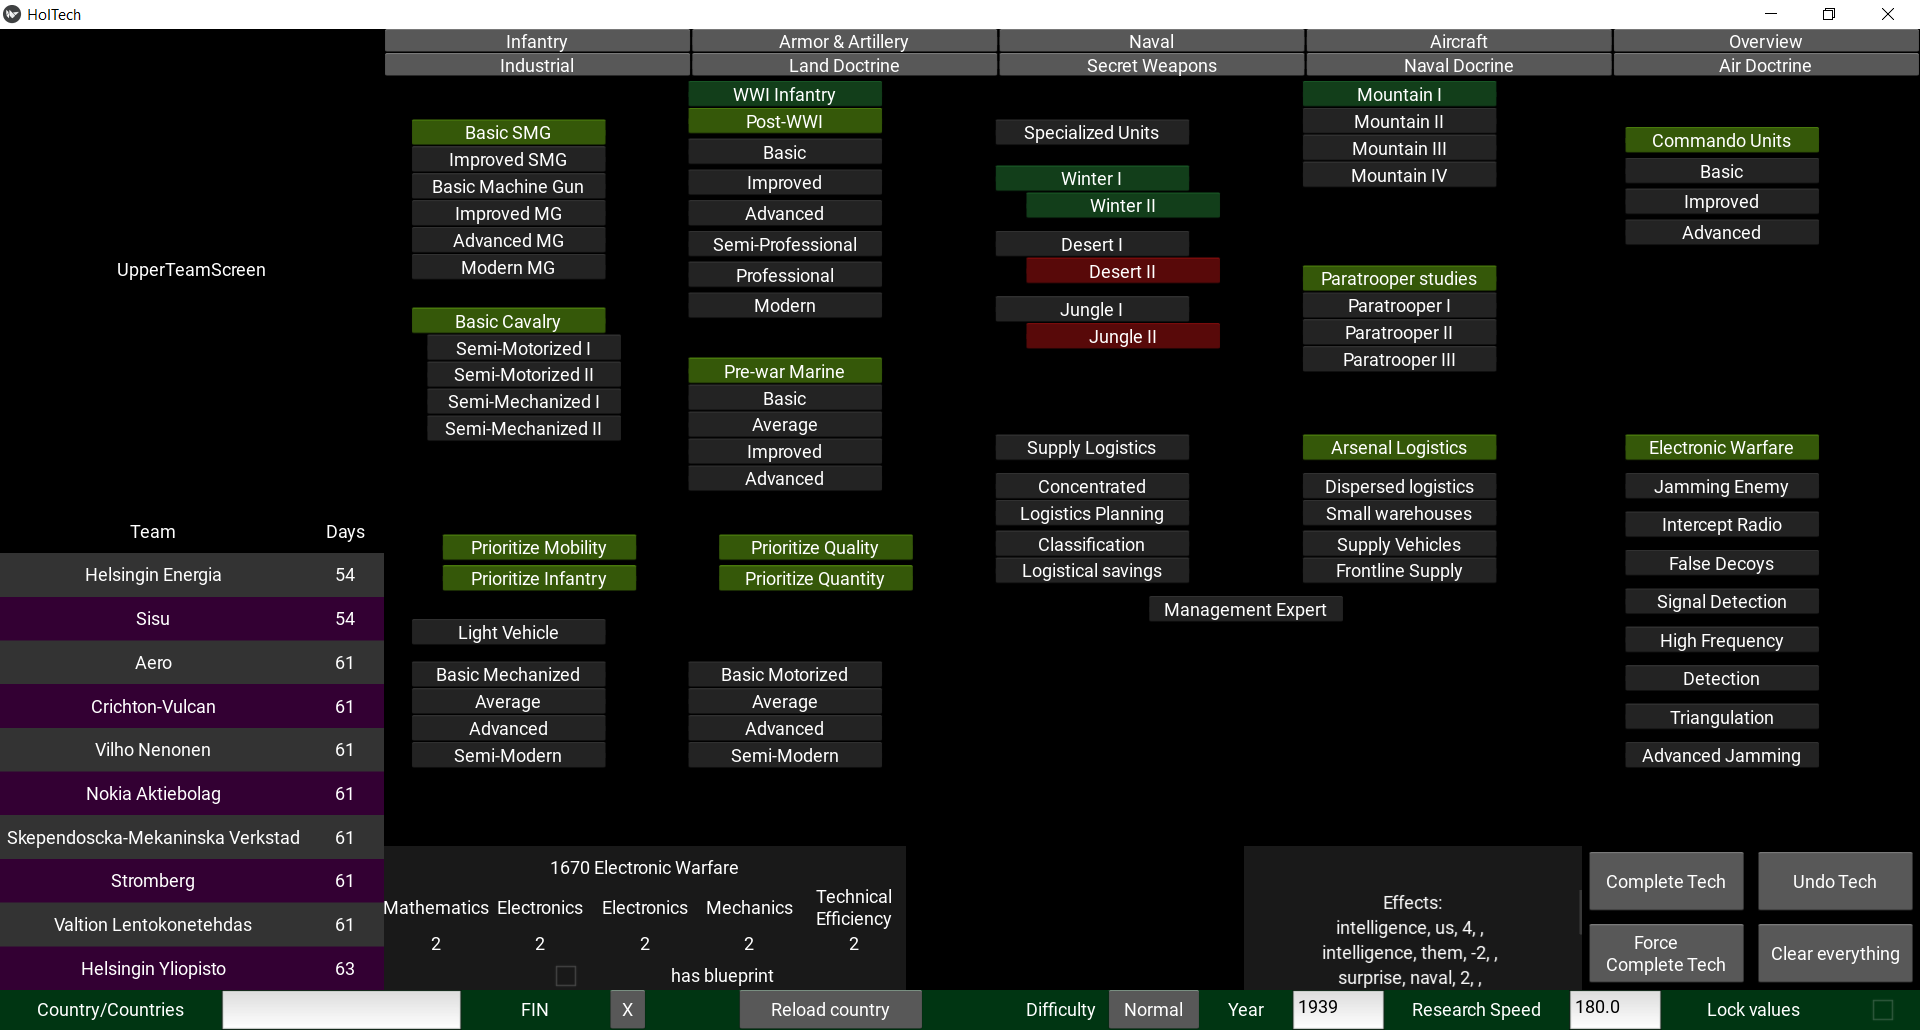 HoITech
Infantry
Armor & Artillery
Naval
Aircraft
Overview
Industrial
Land Doctrine
Secret Weapons
Naval Docrine
Air Doctrine
UpperTeamScreen
Basic SMG
Improved SMG
Basic Machine Gun
Improved MG
Advanced MG
Modern MG
Basic Cavalry
Semi-Motorized I
Semi-Motorized II
Semi-Mechanized I
Semi-Mechanized II
WWI Infantry
Post-WWI
Basic
Improved
Advanced
Semi-Professional
Professional
Modern
Pre-war Marine
Basic
Average
Improved
Advanced
Specialized Units
Winter I
Winter II
Desert I
Desert II
Jungle I
Jungle II
Mountain I
Mountain II
Mountain III
Mountain IV
Paratrooper studies
Paratrooper I
Paratrooper II
Paratrooper III
Commando Units
Basic
Improved
Advanced
Prioritize Mobility
Prioritize Infantry
Prioritize Quality
Prioritize Quantity
Light Vehicle
Basic Mechanized
Average
Advanced
Semi-Modern
Basic Motorized
Average
Advanced
Semi-Modern
Supply Logistics
Concentrated
Logistics Planning
Classification
Logistical savings
Arsenal Logistics
Dispersed logistics
Small warehouses
Supply Vehicles
Frontline Supply
Management Expert
Electronic Warfare
Jamming Enemy
Intercept Radio
False Decoys
Signal Detection
High Frequency
Detection
Triangulation
Advanced Jamming
Team Days
Helsingin Energia 54
Sisu 54
Aero 61
Crichton-Vulcan 61
Vilho Nenonen 61
Nokia Aktiebolag 61
Skependoscka-Mekaninska Verkstad 61
Stromberg 61
Valtion Lentokonetehdas 61
Helsingin Yliopisto 63
1670 Electronic Warfare
Mathematics Electronics Electronics Mechanics Technical Efficiency
2 2 2 2 2
has blueprint
Effects:
intelligence, us, 4, ,
intelligence, them, -2, ,
surprise, naval, 2, ,
Complete Tech
Undo Tech
Force
Complete Tech
Clear everything
Country/Countries
FIN
X
Reload country
Difficulty
Normal
Year
1939
Research Speed
180.0
Lock values